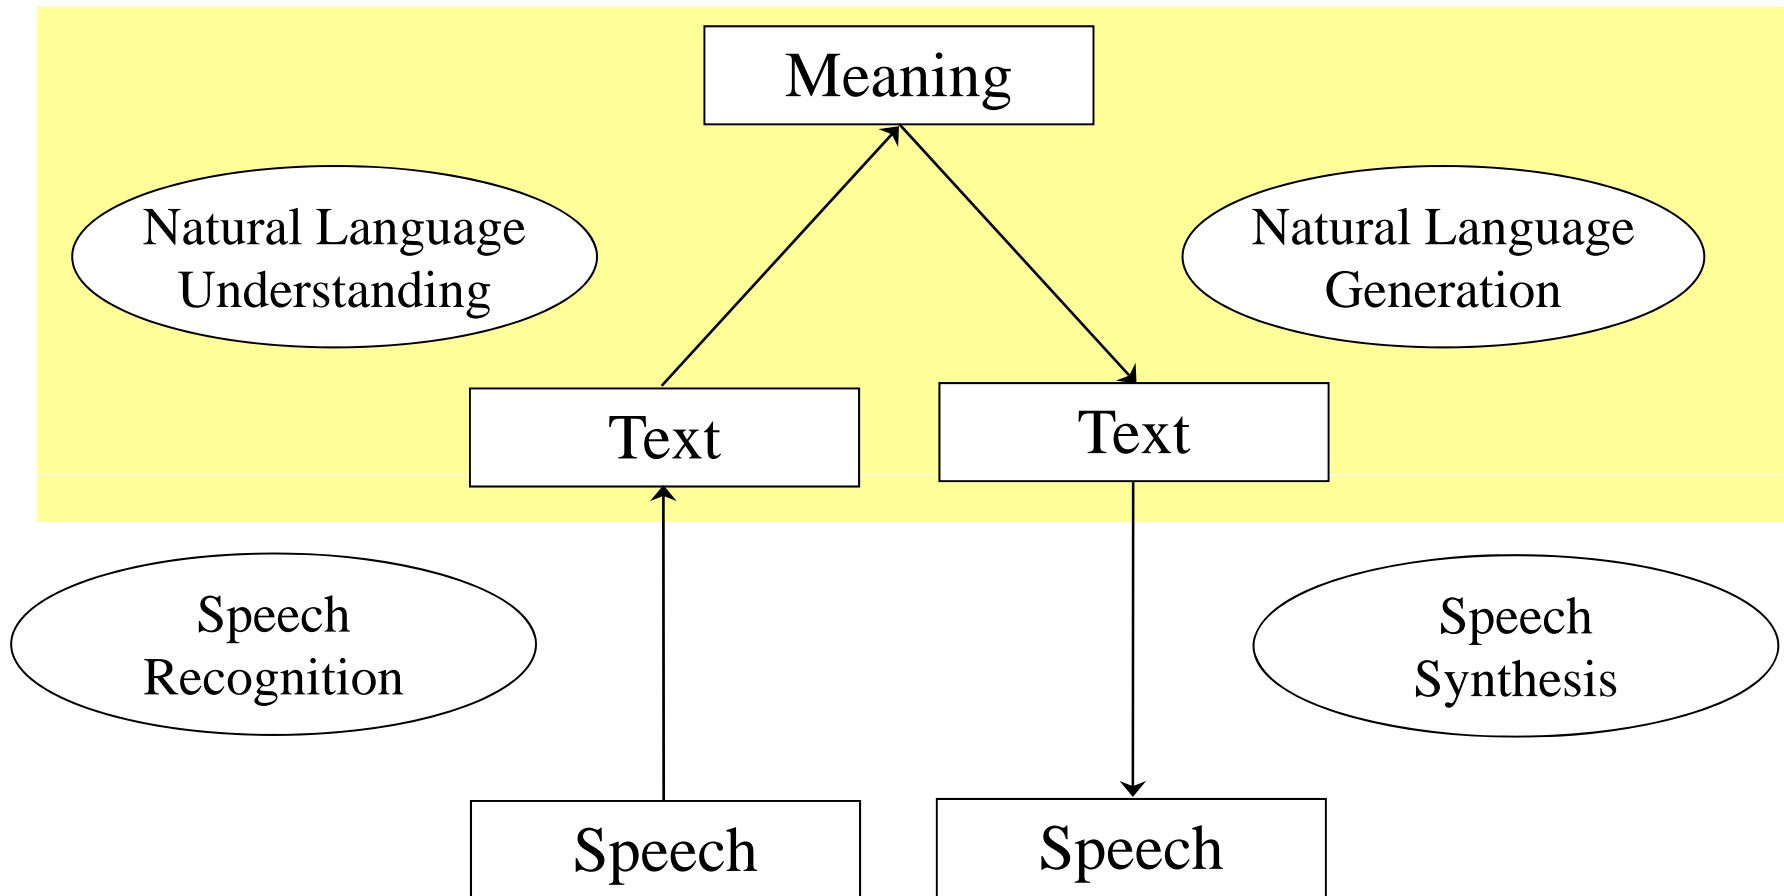 Meaning
Natural Language
Understanding
Natural Language
Generation
Text
Text
Speech
Recognition
Speech
Synthesis
Speech
Speech